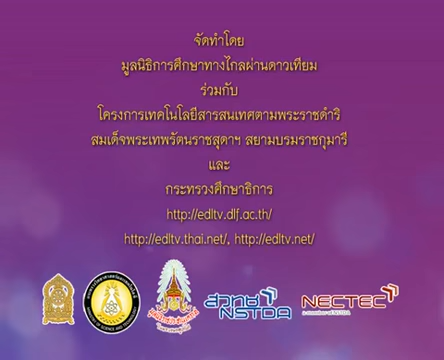 จัดทำโดย
มูลนิธิการศึกษาทางไกลผ่านดาวเทียม
ร่วมกับ
โครงการเทคโนโลยีสารสนเทศตามพระราชดำริ
สมเด็จพระเทพรัตนราชสุดาฯ สยามบรมราชกุมารี
และ
กระทรวงศึกษาธิการ
http://edltv.dlf.ac.th/
http://edltv.thai.net/, http://edltv.net/
สวทช NECTEC
NSTDA a member of NSTDA